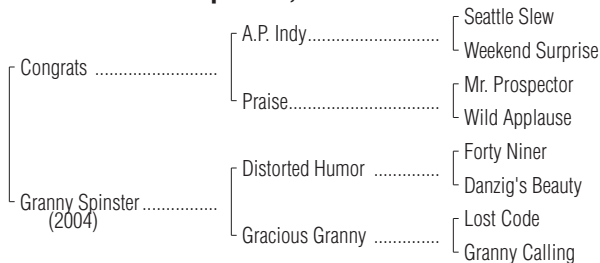 Seattle Slew
A.P. Indy
Weekend Surprise
Congrats
Mr. Prospector
Praise
Wild Applause
Forty Niner
Distorted Humor
Danzig's Beauty
Granny Spinster
(2004)
Lost Code
Gracious Granny
Granny Calling